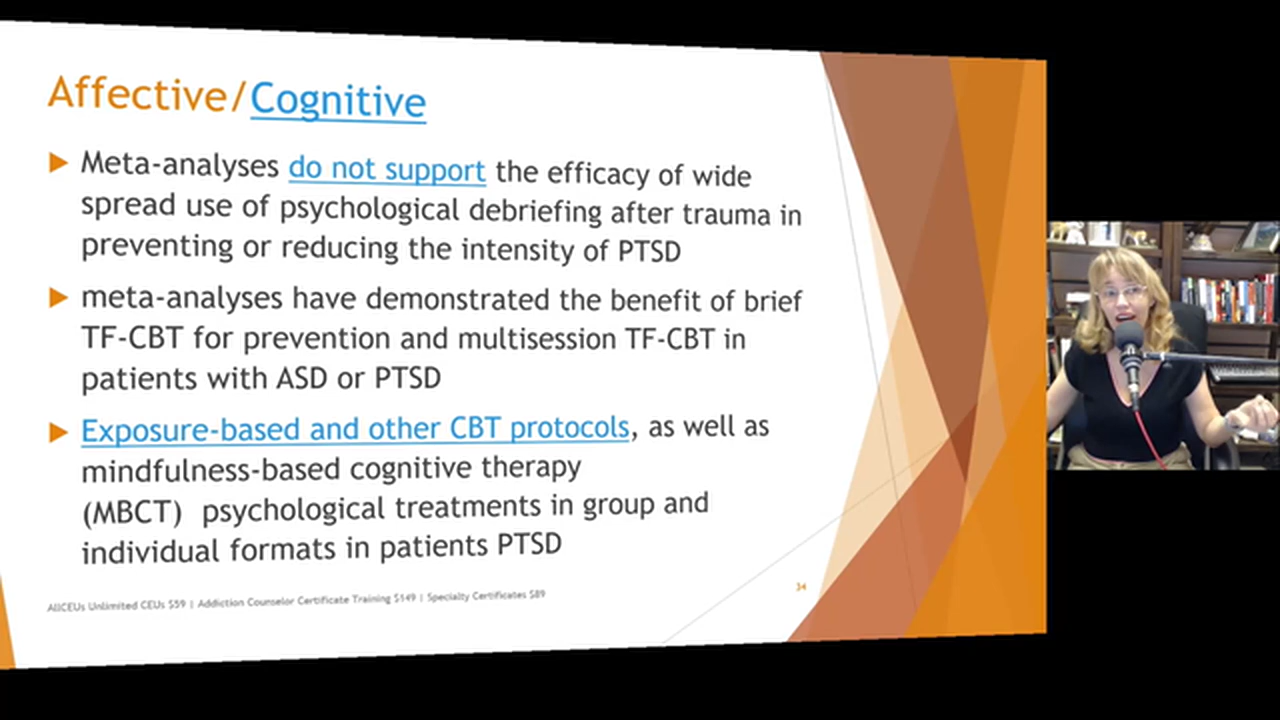 Affective/Cognitive
Meta-analyses do not support the efficacy of wide
spread use of psychological debriefing after trauma in
preventing or reducing the intensity of PTSD
meta-analyses have demonstrated the benefit of brief
TF-CBT for prevention and multisession TF-CBT in
patients with ASD or PTSD
Exposure-based and other CBT protocols, as well as
mindfulness-based cognitive therapy
(MBCT) psychological treatments in group and
individual formats in patients PTSD
AllCEUs Unlimited CEUs $59 | Addiction Counselor Certificate Training $149 | Specialty Certificates $89
34